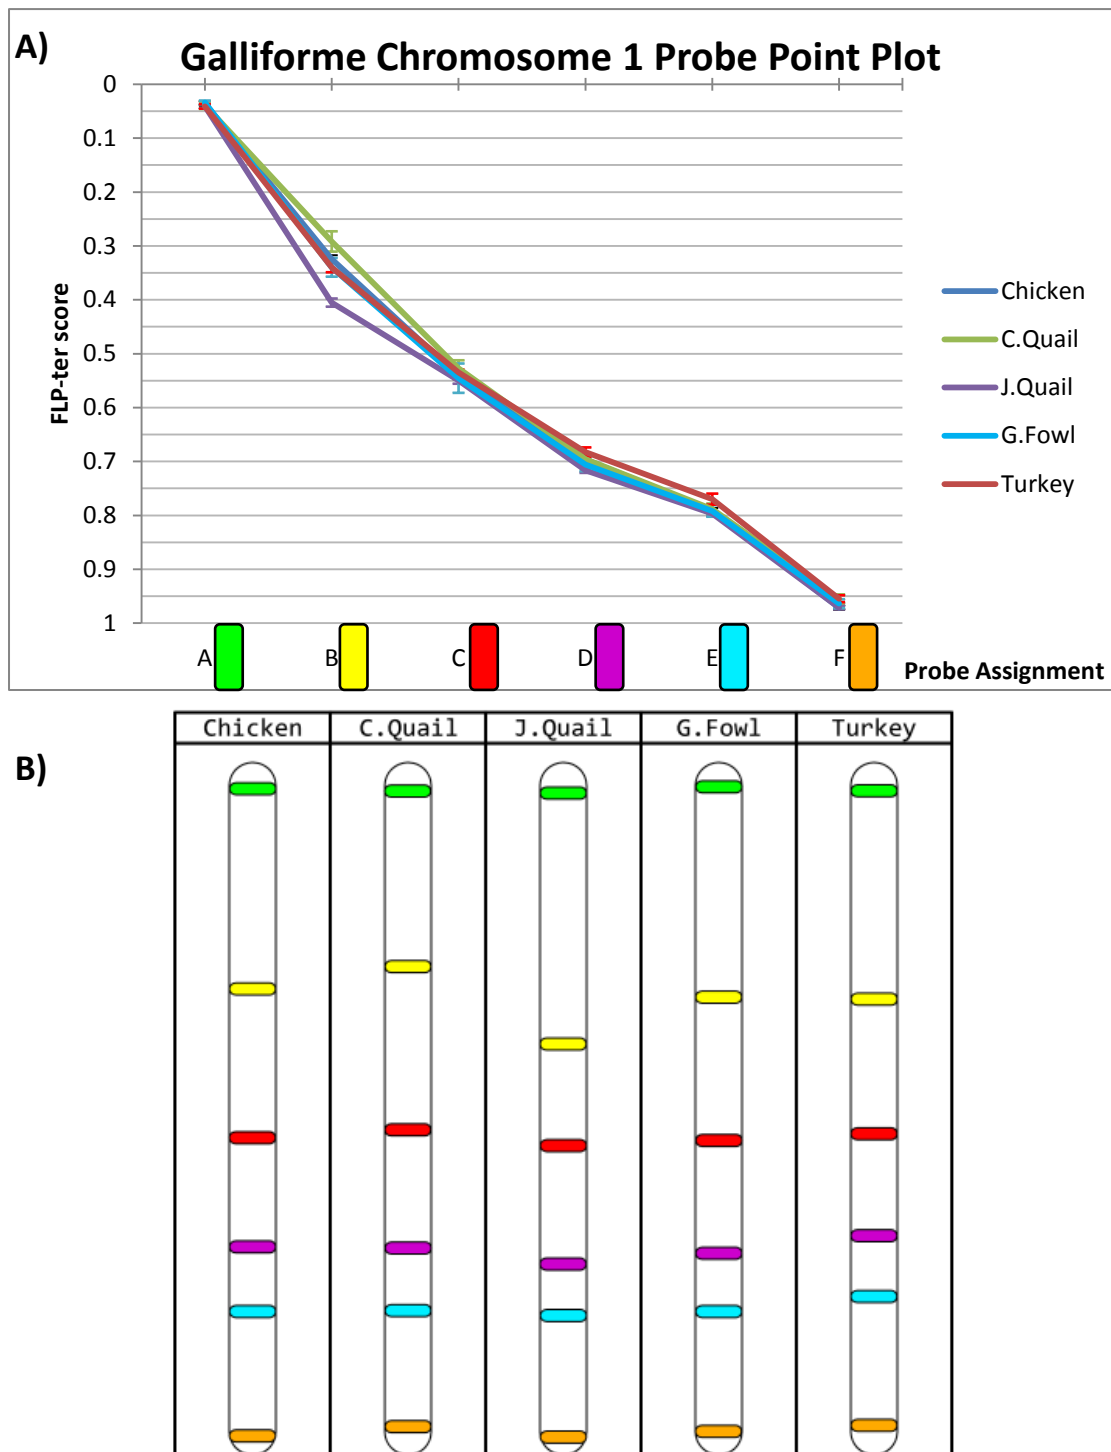 A)
Galliforme Chromosome 1 Probe Point Plot
0
0.1
0.2
0.3
0.4
0.5
0.6
0.7
0.8
0.9
1
FLP-ter score
Chicken
C.Quail
J.Quail
G.Fowl
Turkey
A B C D E F
Probe Assignment
B)
Chicken C.Quail J.Quail G.Fowl Turkey